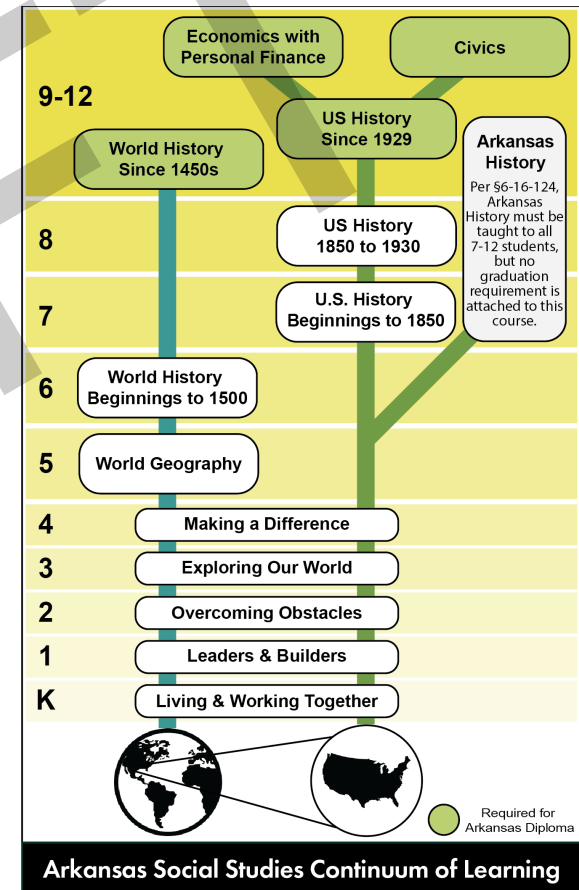 Economics with
Personal Finance
Civics
9-12
US History
Since 1929
World History
Since 1450s
Arkansas
History
Per §6-16-124,
Arkansas
History must be
taught to all
7-12 students,
but no
graduation
requirement is
attached to this
course.
8
US History
1850 to 1930
7
U.S. History
Beginnings to 1850
6
World History
Beginnings to 1500
5
World Geography
4
Making a Difference
3
Exploring Our World
2
Overcoming Obstacles
1
Leaders & Builders
K
Living & Working Together
Required for
Arkansas Diploma
Arkansas Social Studies Continuum of Learning